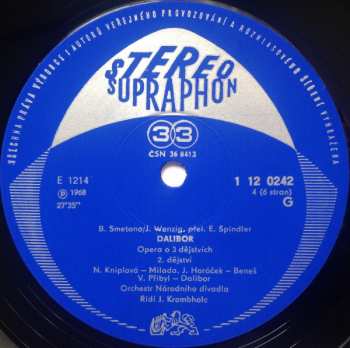 VŠECHNA PRÁVA VÝROBCE I AUTORŮ VEŘEJNÉHO PROVOZOVÁNÍ A ROZHLASOVÉHO ŠÍŘENÍ VYHRAZENA
STEREO
SUPRAPHON
33
ČSN 36 8412
E 1214
Ⓟ 1968
27'35"
1 12 0242
4 (6 stran)
G
B. Smetana/J. Wenzig, přel. E. Špindler
DALIBOR
Opera o 3 dějstvích
2. dějství
N. Kniplová - Milada, J. Horáček - Beneš
V. Přibyl - Dalibor
Orchestr Národního divadla
Řídí J. Krombholc